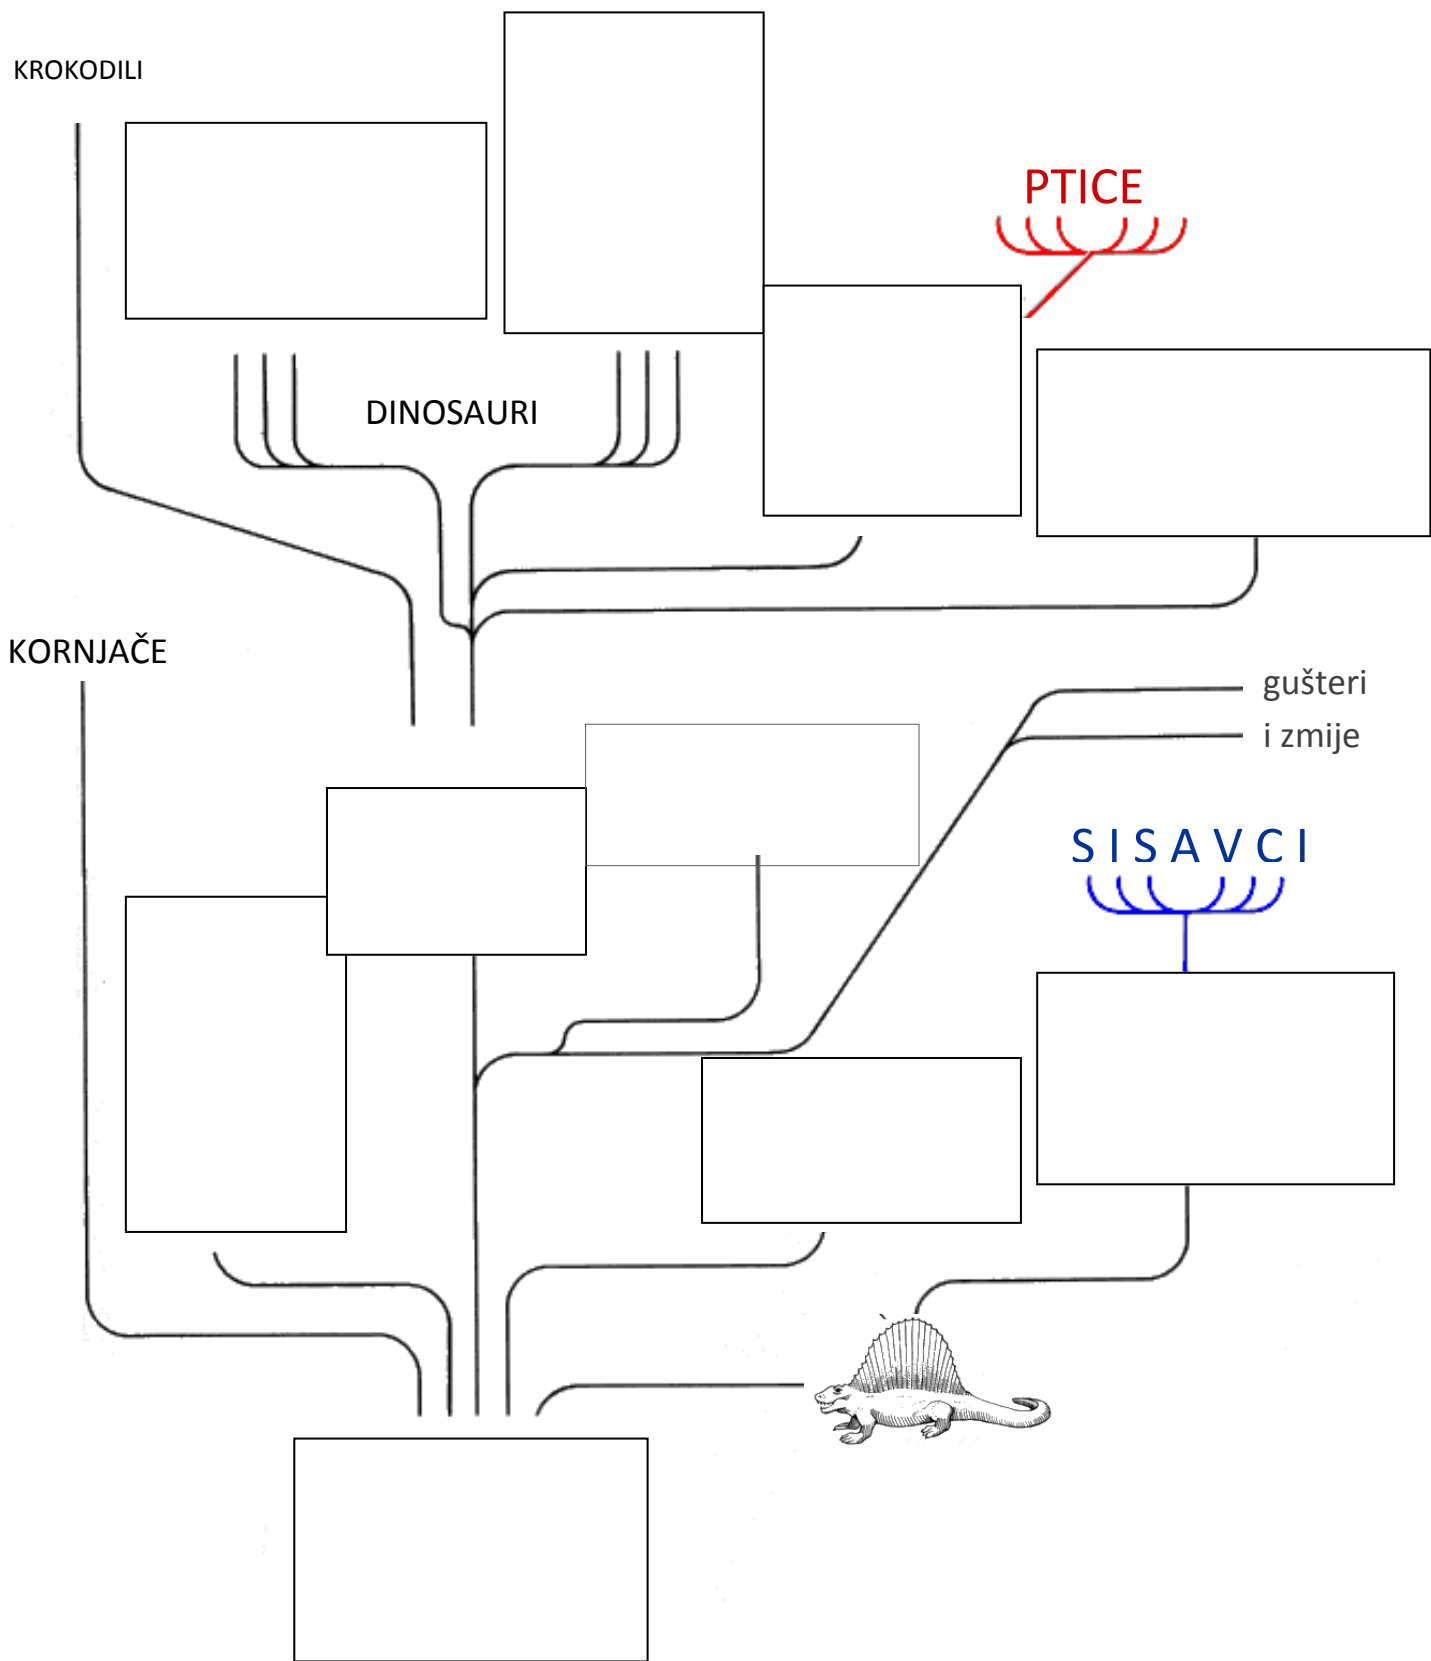 KROKODILI
PTICE
DINOSAURI
KORNJAČE
gušteri
i zmije
S I S A V C I